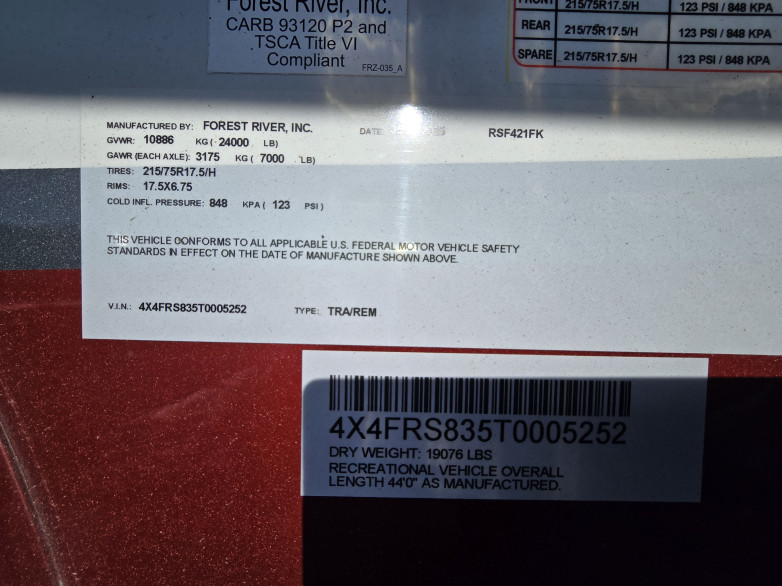 Forest River, Inc.
CARB 93120 P2 and
TSCA Title VI
Compliant
FRZ-035_A
FRONT 215/75R17.5/H 123 PSI / 848 KPA
REAR 215/75R17.5/H 123 PSI / 848 KPA
SPARE 215/75R17.5/H 123 PSI / 848 KPA
MANUFACTURED BY: FOREST RIVER, INC. DATE RSF421FK
GVWR: 10886 KG ( 24000 LB)
GAWR (EACH AXLE): 3175 KG ( 7000 LB)
TIRES: 215/75R17.5/H
RIMS: 17.5X6.75
COLD INFL. PRESSURE: 848 KPA ( 123 PSI )
THIS VEHICLE CONFORMS TO ALL APPLICABLE U.S. FEDERAL MOTOR VEHICLE SAFETY
STANDARDS IN EFFECT ON THE DATE OF MANUFACTURE SHOWN ABOVE.
V.I.N.: 4X4FRS835T0005252 TYPE: TRA/REM
4X4FRS835T0005252
DRY WEIGHT: 19076 LBS
RECREATIONAL VEHICLE OVERALL
LENGTH 44'0" AS MANUFACTURED.